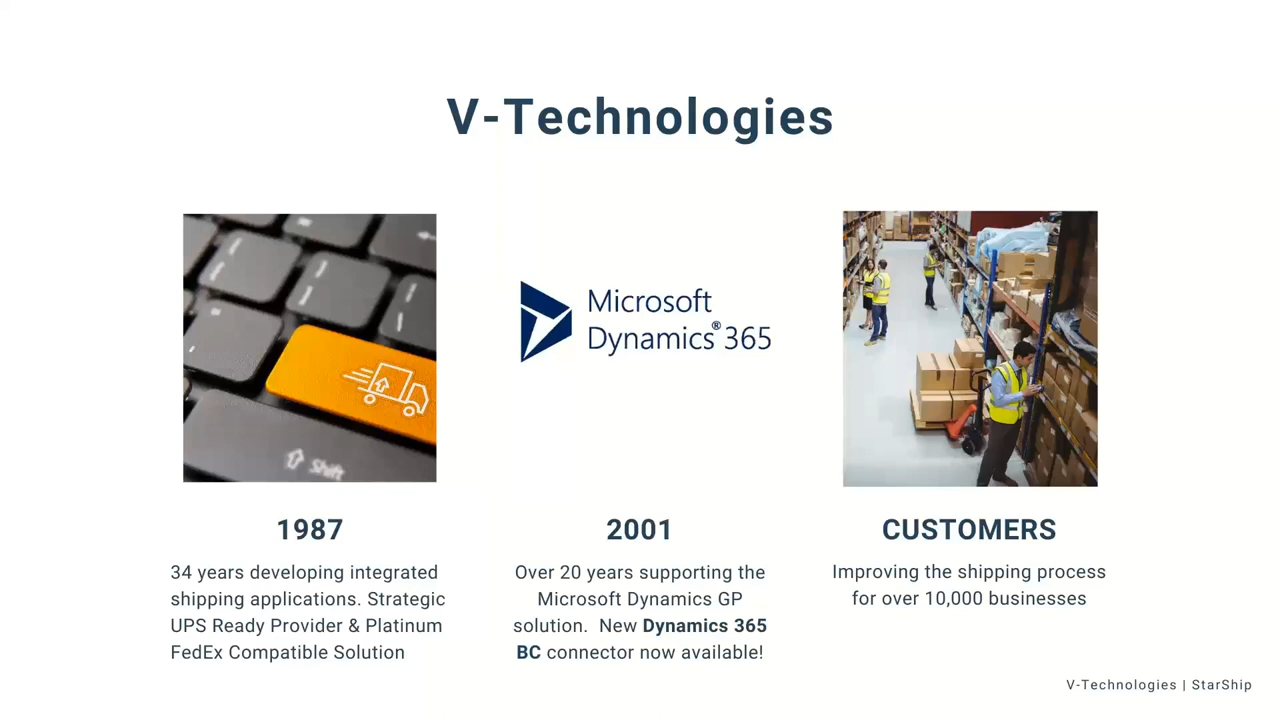 V-Technologies
Shift
Microsoft
Dynamics® 365
1987
34 years developing integrated
shipping applications. Strategic
UPS Ready Provider & Platinum
FedEx Compatible Solution
2001
Over 20 years supporting the
Microsoft Dynamics GP
solution. New Dynamics 365
BC connector now available!
CUSTOMERS
Improving the shipping process
for over 10,000 businesses
V-Technologies | StarShip